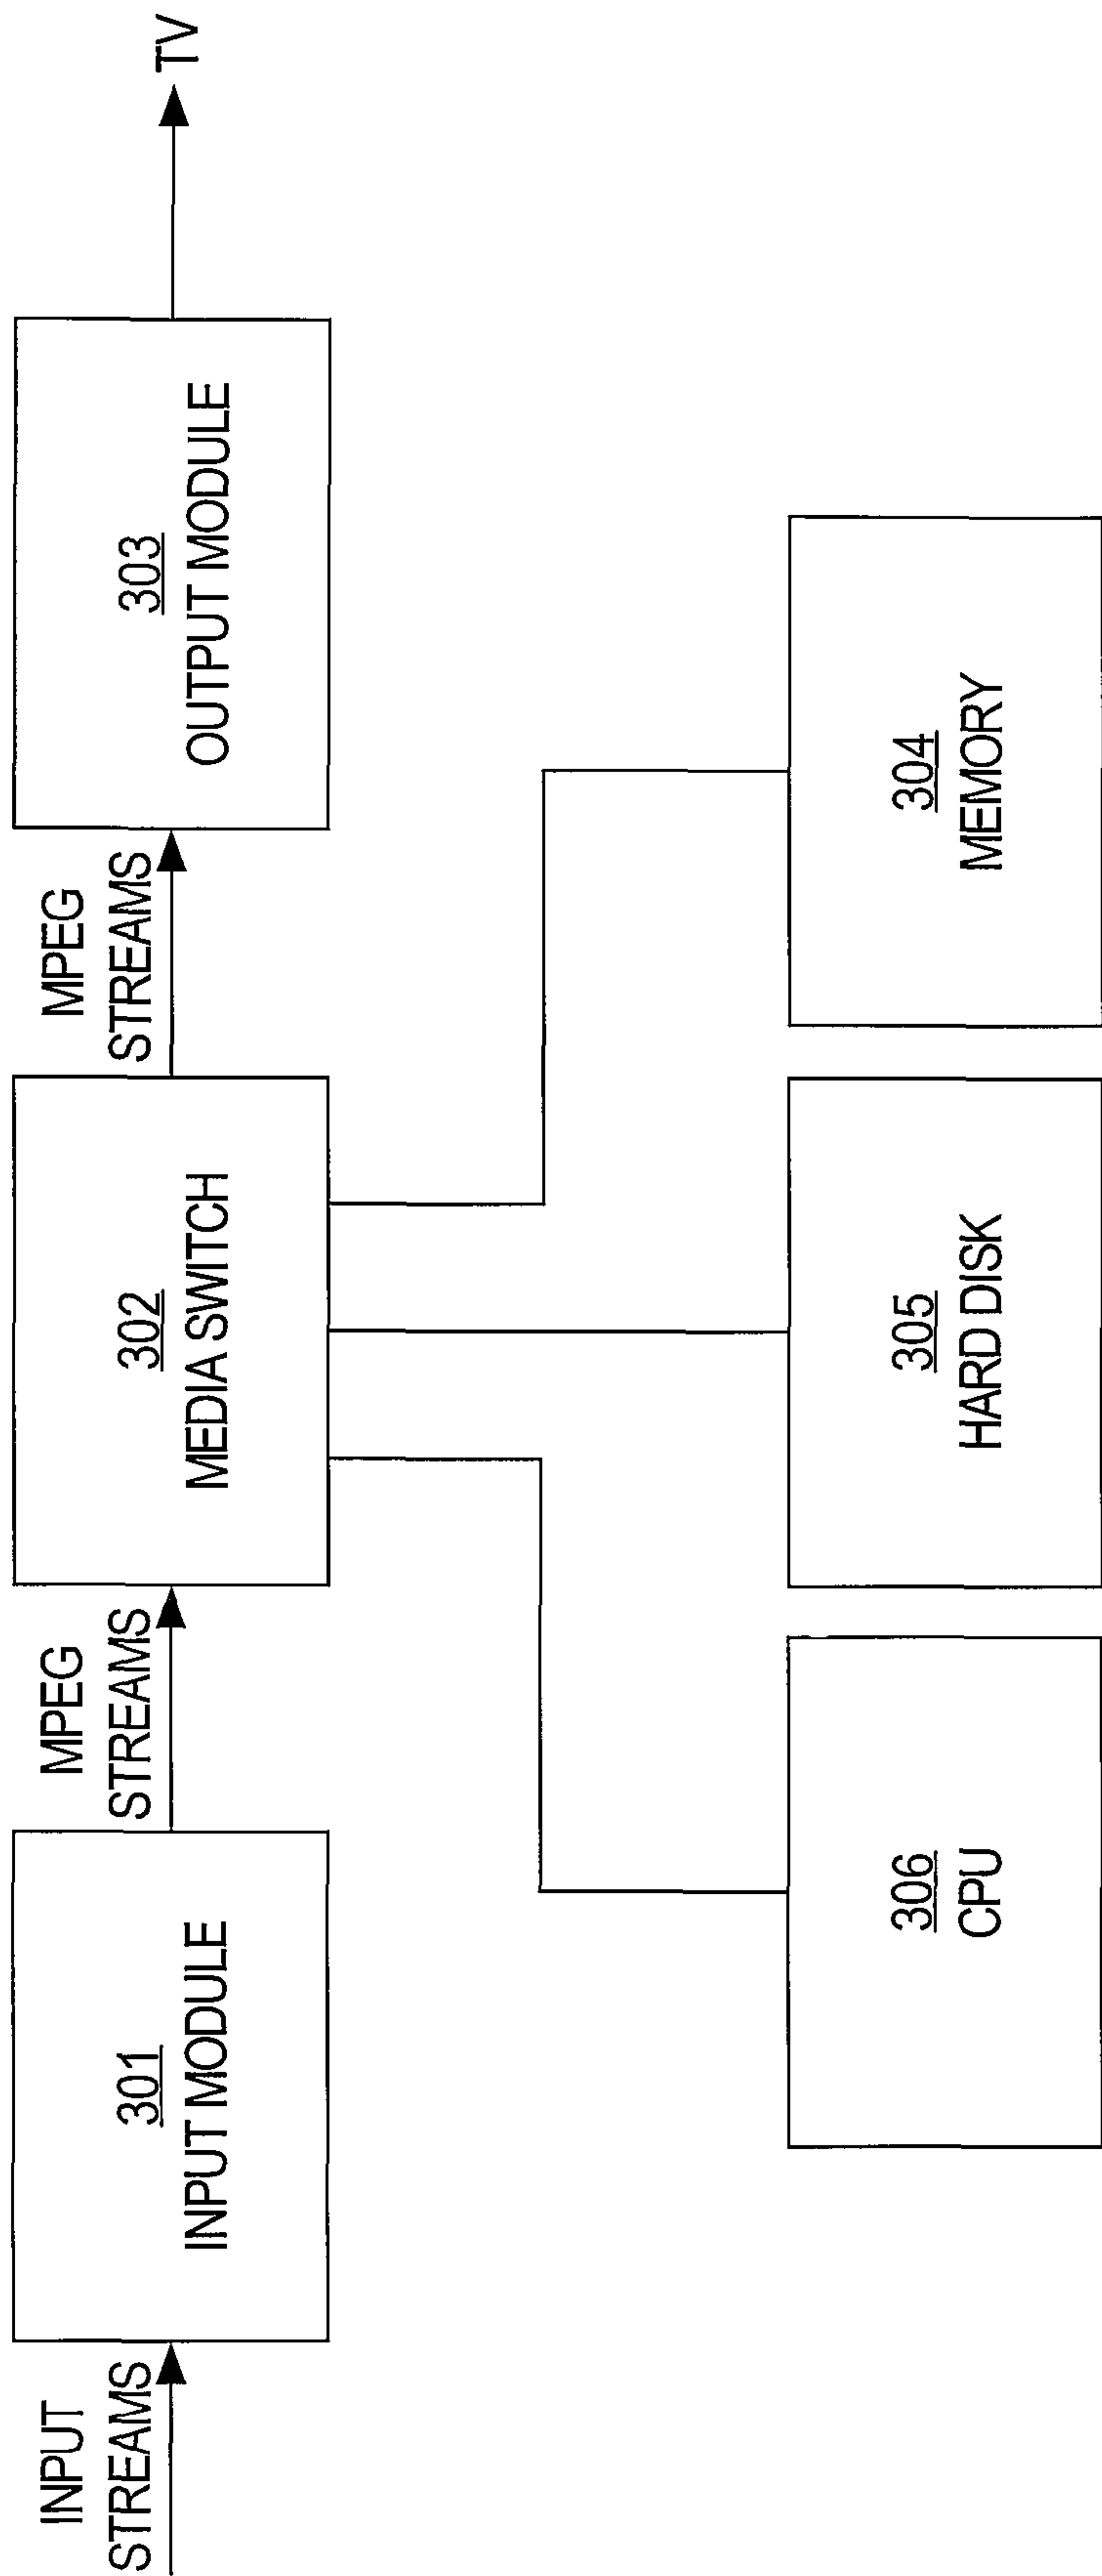 INPUT
STREAMS
301
INPUT MODULE
MPEG
STREAMS
302
MEDIA SWITCH
MPEG
STREAMS
303
OUTPUT MODULE
TV
306
CPU
305
HARD DISK
304
MEMORY